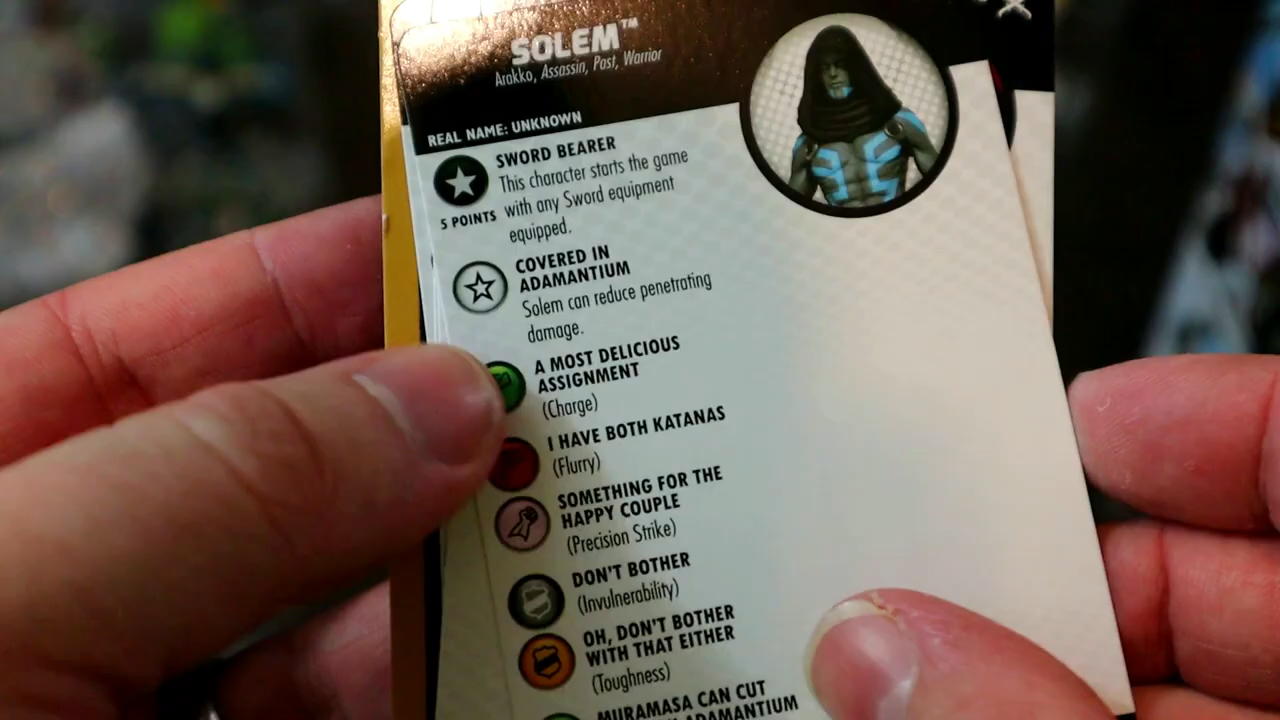 SOLEM™
Arakko, Assassin, Past, Warrior
REAL NAME: UNKNOWN
SWORD BEARER
This character starts the game
5 POINTS with any Sword equipment
equipped.
COVERED IN
ADAMANTIUM
Solem can reduce penetrating
damage.
A MOST DELICIOUS
ASSIGNMENT
(Charge)
I HAVE BOTH KATANAS
(Flurry)
SOMETHING FOR THE
HAPPY COUPLE
(Precision Strike)
DON'T BOTHER
(Invulnerability)
OH, DON'T BOTHER
WITH THAT EITHER
(Toughness)
MURAMASA CAN CUT
ADAMANTIUM